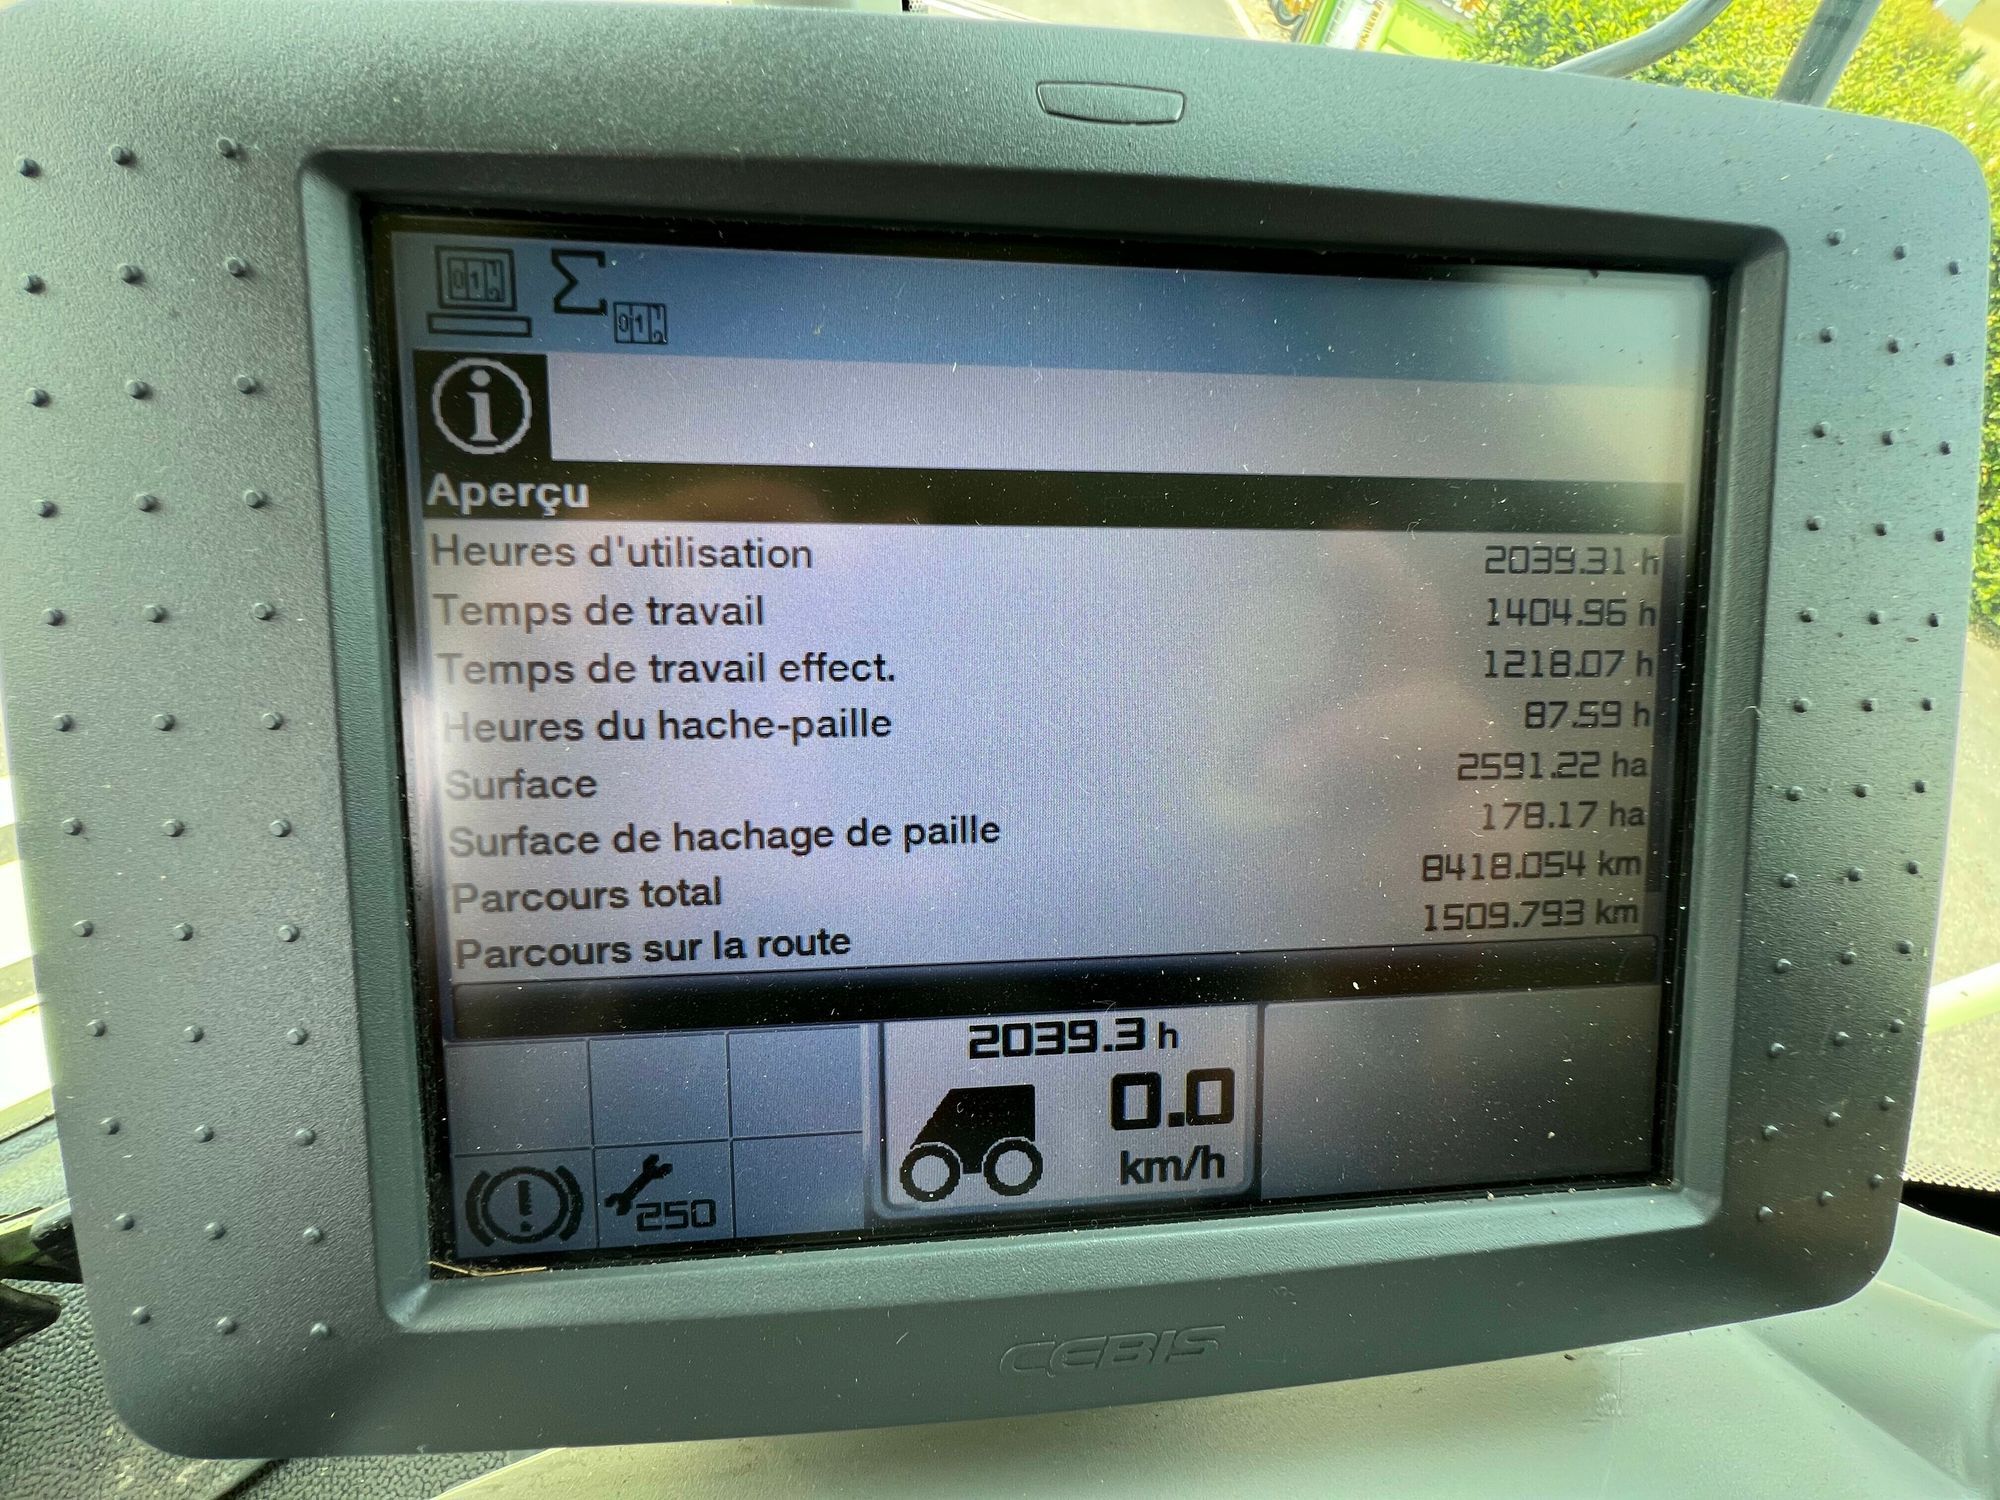 Aperçu
Heures d'utilisation 2039.31 h
Temps de travail 1404.96 h
Temps de travail effect. 1218.07 h
Heures du hache-paille 87.59 h
Surface 2591.22 ha
Surface de hachage de paille 178.17 ha
Parcours total 8418.054 km
Parcours sur la route 1509.793 km
2039.3 h
0.0
km/h
250
CEBIS